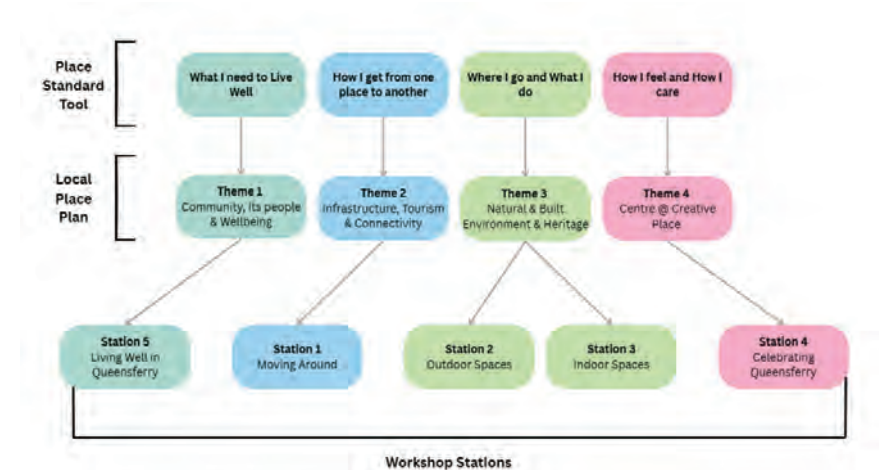 Place
Standard
Tool
What I need to Live
Well
How I get from one
place to another
Where I go and What I
do
How I feel and How I
care
Local
Place
Plan
Theme 1
Community, its people
& Wellbeing
Theme 2
Infrastructure, Tourism
& Connectivity
Theme 3
Natural & Built
Environment & Heritage
Theme 4
Centre @ Creative
Place
Station 5
Living Well in
Queensferry
Station 1
Moving Around
Station 2
Outdoor Spaces
Station 3
Indoor Spaces
Station 4
Celebrating
Queensferry
Workshop Stations